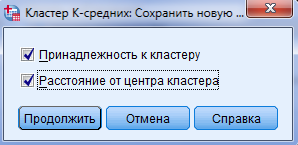 Кластер К-средних: Сохранить новую ...
Принадлежность к кластеру
Расстояние от центра кластера
Продолжить Отмена Справка